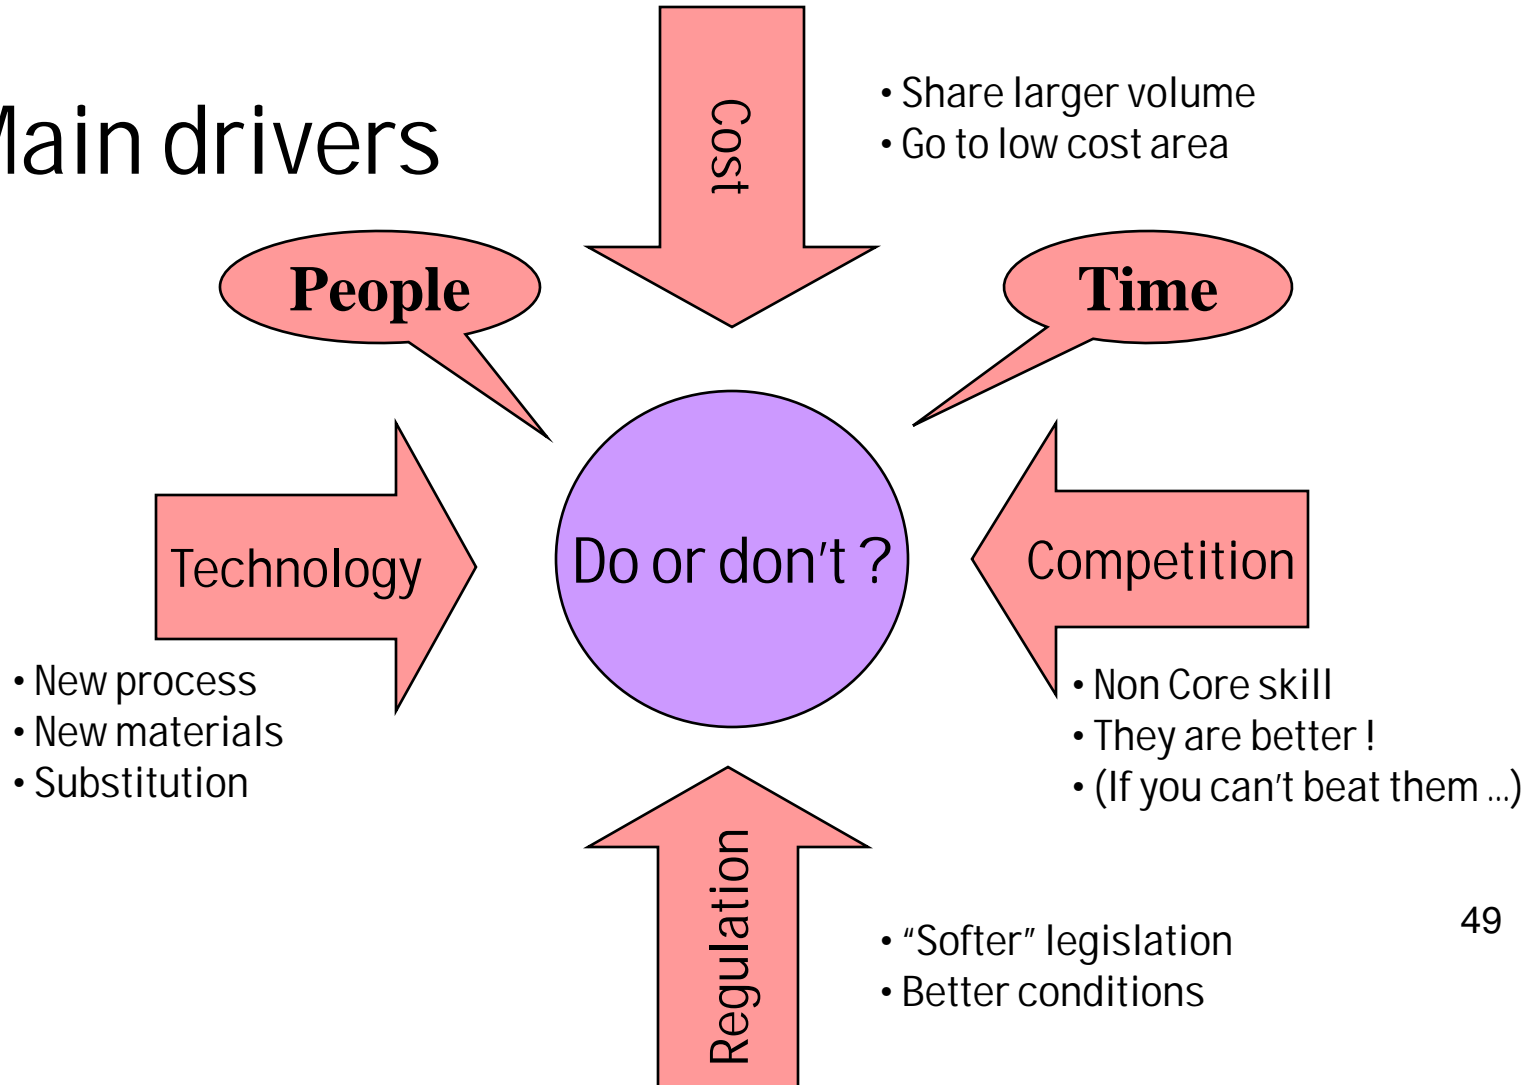 Main drivers
Cost
• Share larger volume
• Go to low cost area
People
Time
Technology
Do or don't ?
Competition
• New process
• New materials
• Substitution
• Non Core skill
• They are better !
• (If you can't beat them ...)
Regulation
• “Softer” legislation
• Better conditions
49